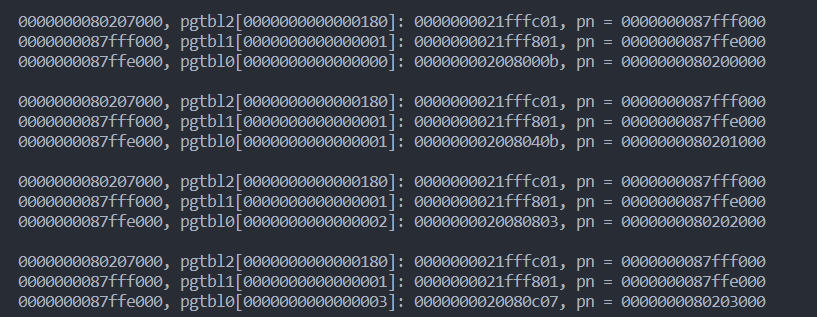 0000000080207000, pgtbl2[0000000000000180]: 0000000021fffc01, pn = 0000000087fff000
0000000087fff000, pgtbl1[0000000000000001]: 0000000021fff801, pn = 0000000087ffe000
0000000087ffe000, pgtbl0[0000000000000000]: 000000002008000b, pn = 0000000080200000

0000000080207000, pgtbl2[0000000000000180]: 0000000021fffc01, pn = 0000000087fff000
0000000087fff000, pgtbl1[0000000000000001]: 0000000021fff801, pn = 0000000087ffe000
0000000087ffe000, pgtbl0[0000000000000001]: 000000002008040b, pn = 0000000080201000

0000000080207000, pgtbl2[0000000000000180]: 0000000021fffc01, pn = 0000000087fff000
0000000087fff000, pgtbl1[0000000000000001]: 0000000021fff801, pn = 0000000087ffe000
0000000087ffe000, pgtbl0[0000000000000002]: 0000000020080803, pn = 0000000080202000

0000000080207000, pgtbl2[0000000000000180]: 0000000021fffc01, pn = 0000000087fff000
0000000087fff000, pgtbl1[0000000000000001]: 0000000021fff801, pn = 0000000087ffe000
0000000087ffe000, pgtbl0[0000000000000003]: 0000000020080c07, pn = 0000000080203000